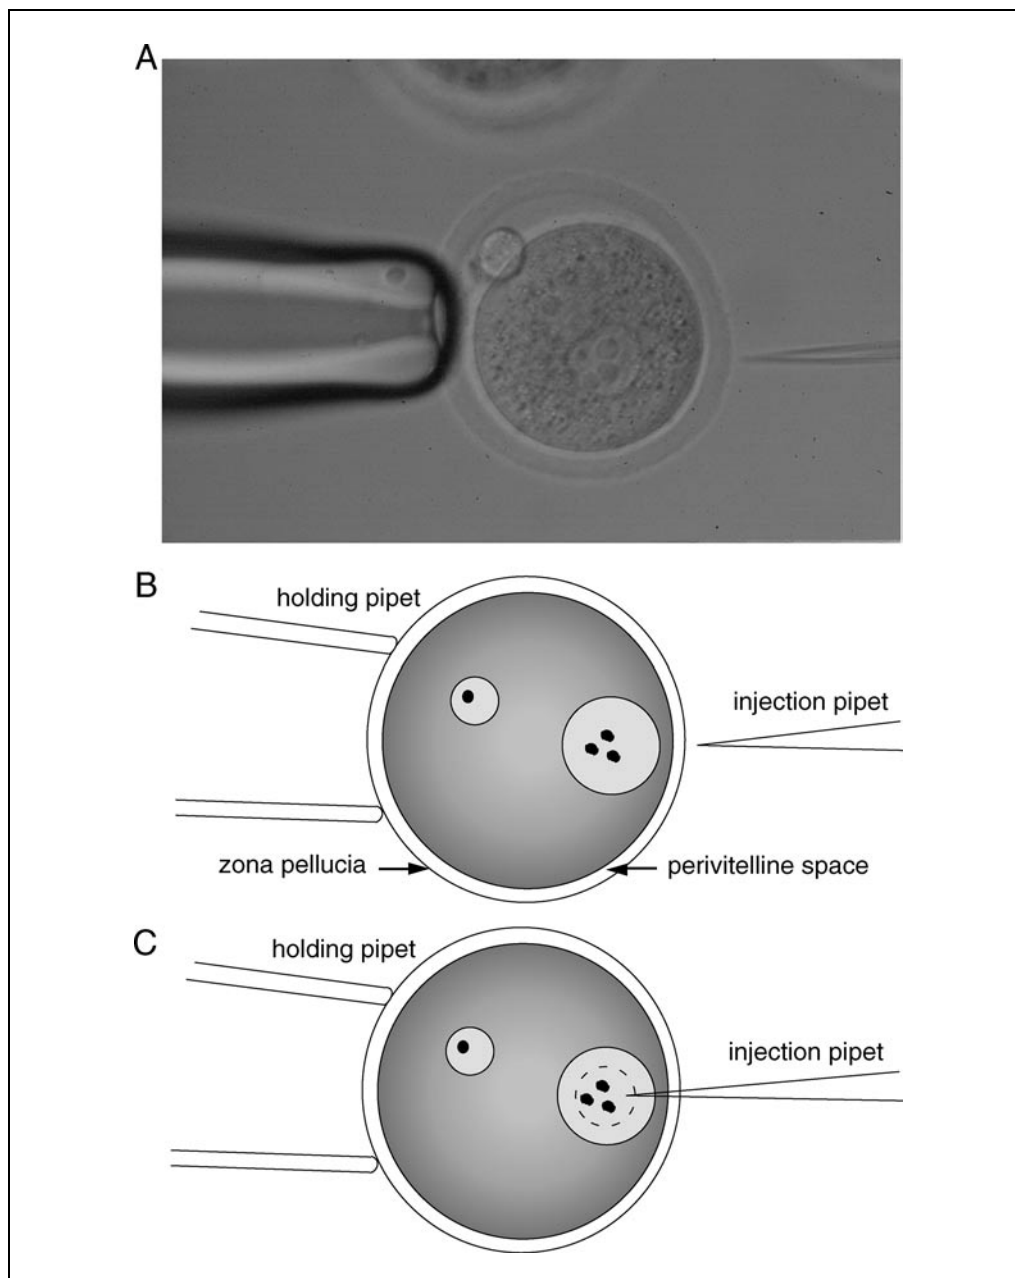 A
B
holding pipet
injection pipet
zona pellucia
perivitelline space
C
holding pipet
injection pipet